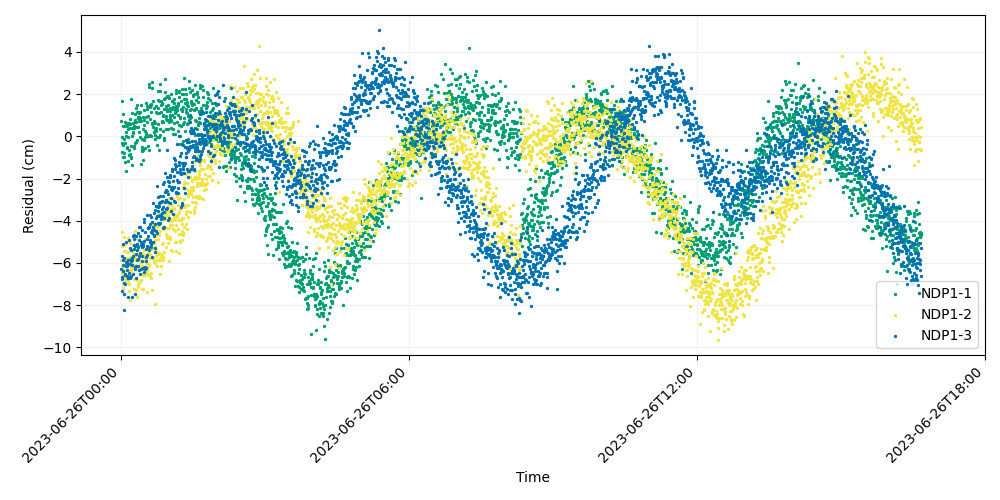 4
2
0
−2
−4
−6
−8
−10
Residual (cm)
2023-06-26T00:00
2023-06-26T06:00
2023-06-26T12:00
2023-06-26T18:00
Time
NDP1-1
NDP1-2
NDP1-3